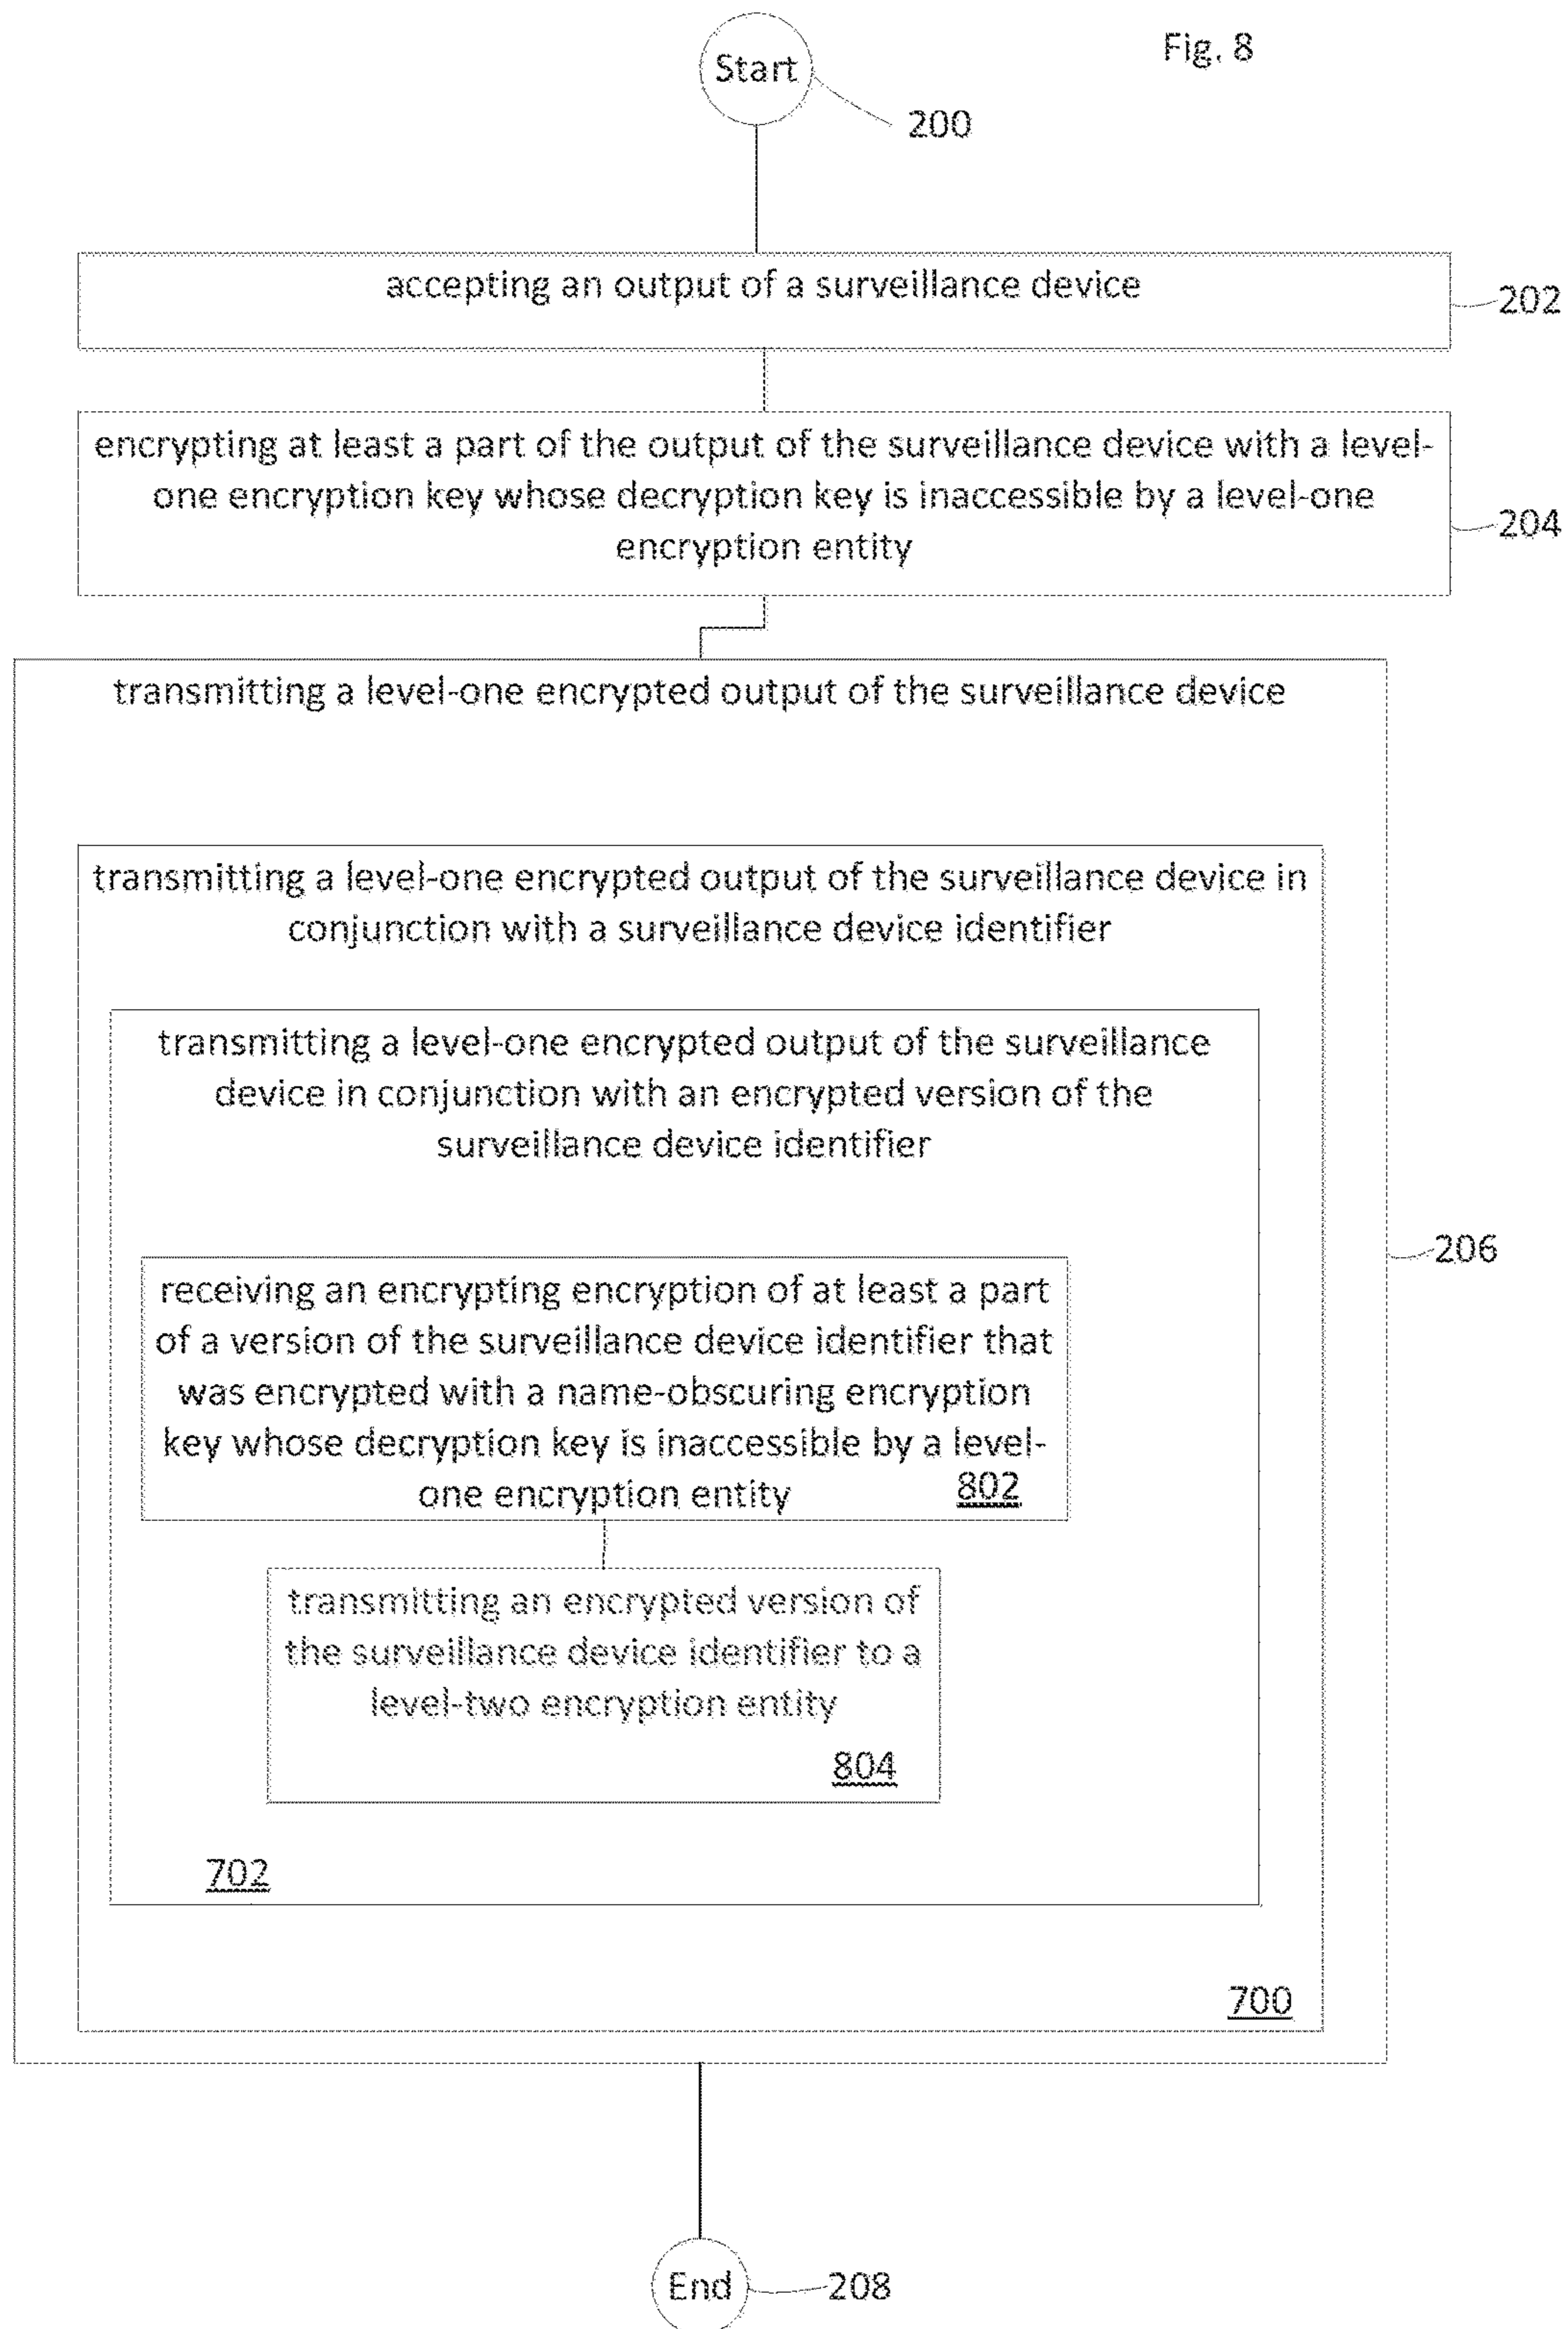 Fig. 8
Start
200
accepting an output of a surveillance device
202
encrypting at least a part of the output of the surveillance device with a level-
one encryption key whose decryption key is inaccessible by a level-one
encryption entity
204
transmitting a level-one encrypted output of the surveillance device
transmitting a level-one encrypted output of the surveillance device in
conjunction with a surveillance device identifier
transmitting a level-one encrypted output of the surveillance
device in conjunction with an encrypted version of the
surveillance device identifier
206
receiving an encrypting encryption of at least a part
of a version of the surveillance device identifier that
was encrypted with a name-obscuring encryption
key whose decryption key is inaccessible by a level-
one encryption entity
802
transmitting an encrypted version of
the surveillance device identifier to a
level-two encryption entity
804
702
700
End
208